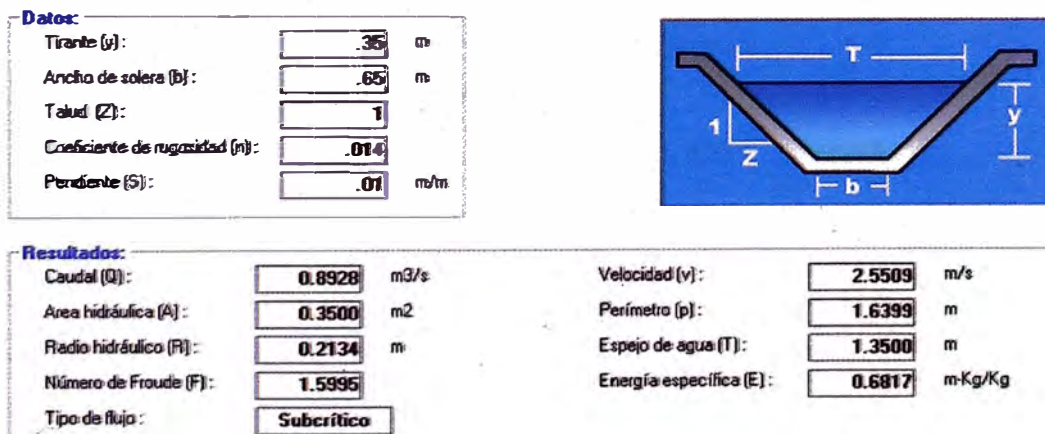 Datos:
Tirante (y) : .35 m
Ancho de solera (b) : .65 m
Talud (Z): 1
Coeficiente de rugosidad (n): .014
Pendiente (S) : .01 m/m
T
1
Z
b
y
Resultados:
Caudal (Q) : 0.8928 m3/s
Area hidráulica (A) : 0.3500 m2
Radio hidráulico (R) : 0.2134 m
Número de Froude (F) : 1.5995
Tipo de flujo : Subcrítico
Velocidad (v) : 2.5509 m/s
Perímetro (p) : 1.6399 m
Espejo de agua (T) : 1.3500 m
Energía específica (E) : 0.6817 m-Kg/Kg